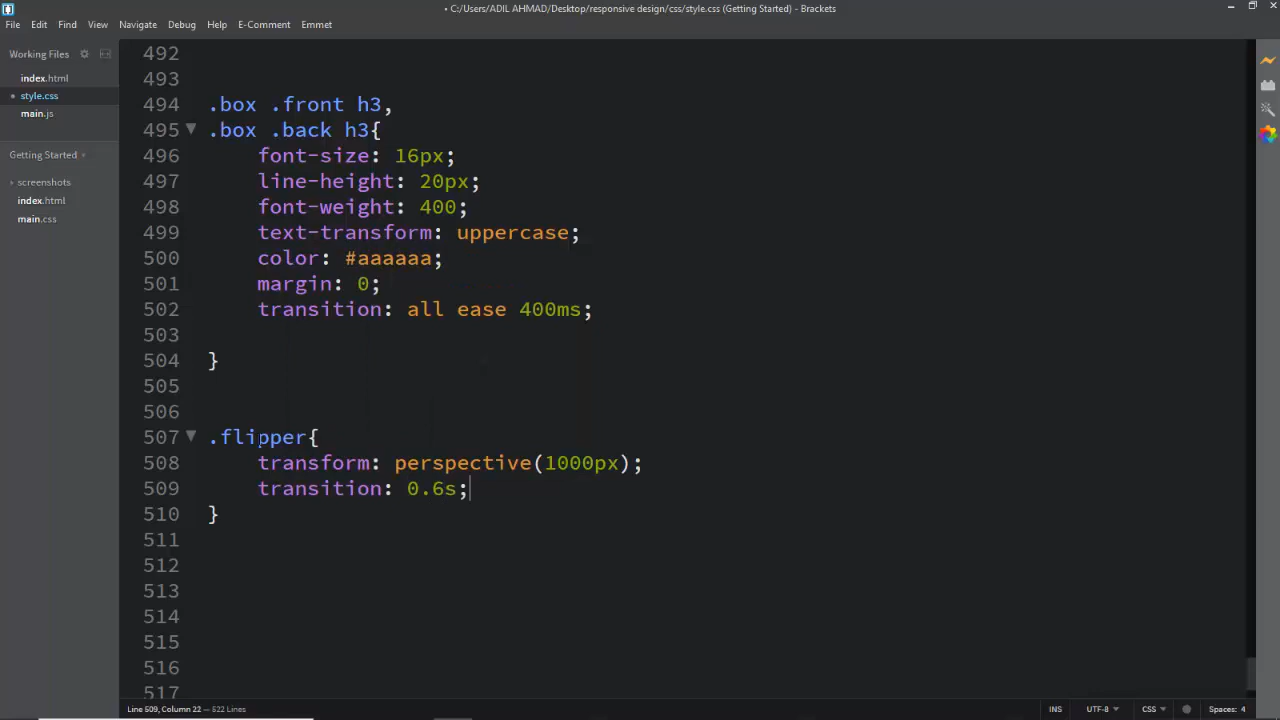 • C:/Users/ADIL AHMAD/Desktop/responsive design/css/style.css (Getting Started) - Brackets
File Edit Find View Navigate Debug Help E-Comment Emmet
Working Files
index.html
style.css
main.js
Getting Started
screenshots
index.html
main.css
492
493
494 .box .front h3,
495 .box .back h3{
496 font-size: 16px;
497 line-height: 20px;
498 font-weight: 400;
499 text-transform: uppercase;
500 color: #aaaaaa;
501 margin: 0;
502 transition: all ease 400ms;
503
504 }
505
506
507 .flipper{
508 transform: perspective(1000px);
509 transition: 0.6s;
510 }
511
512
513
514
515
516
517
Line 509, Column 22 — 522 Lines
INS UTF-8 CSS Spaces: 4